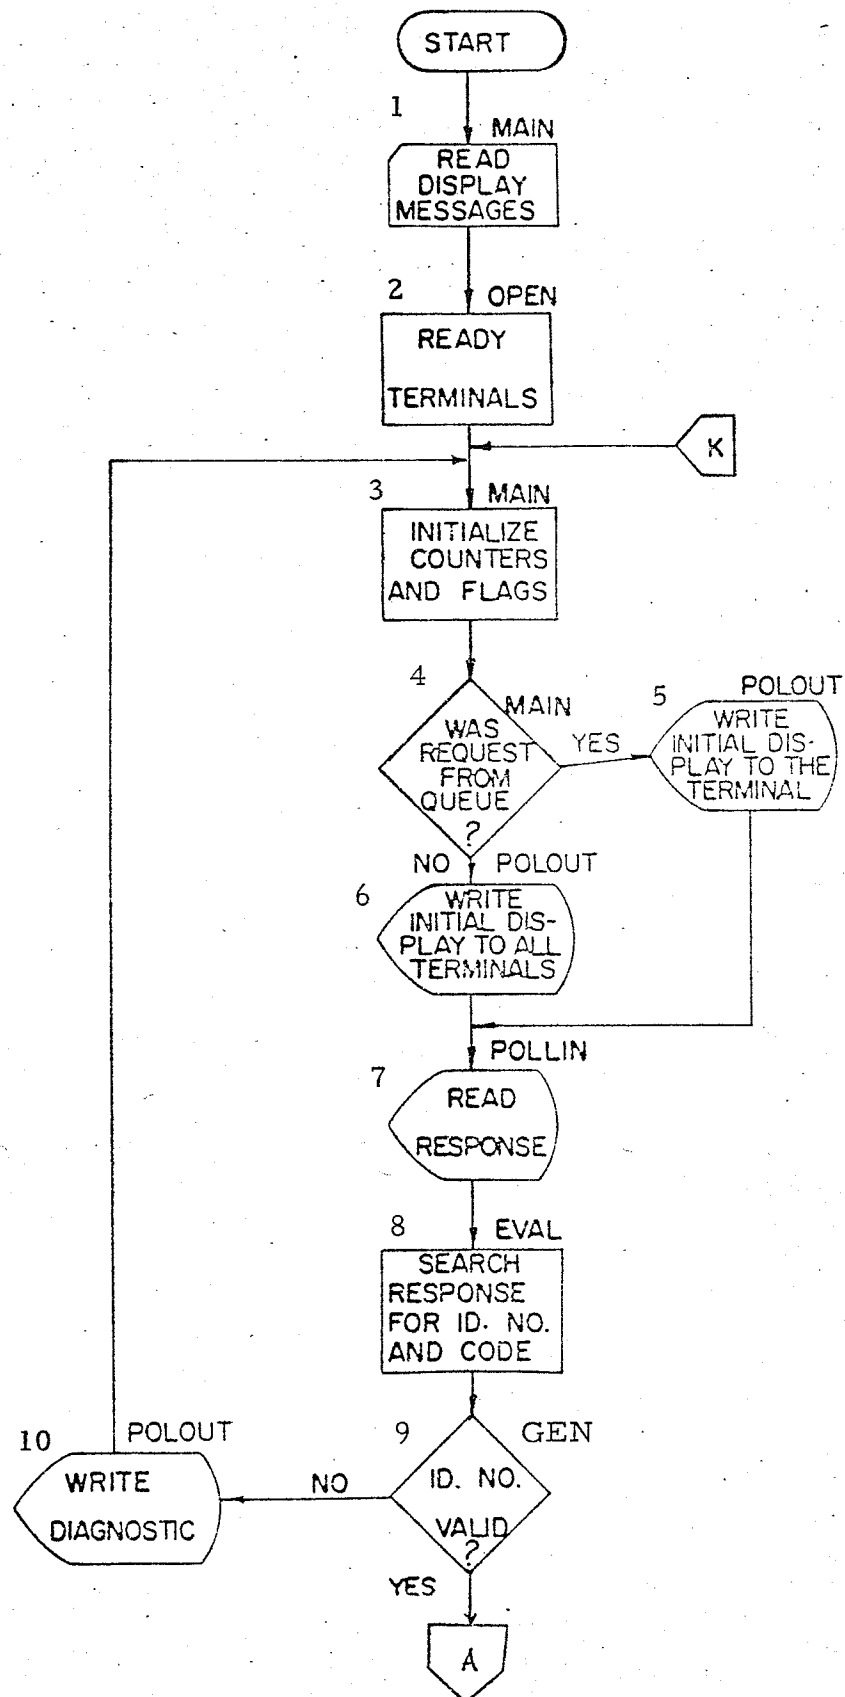 START
1
MAIN
READ
DISPLAY
MESSAGES
2
OPEN
READY
TERMINALS
K
3
MAIN
INITIALIZE
COUNTERS
AND FLAGS
4
MAIN
WAS
REQUEST
FROM
QUEUE
?
YES
5
POLOUT
WRITE
INITIAL DIS-
PLAY TO THE
TERMINAL
NO
POLOUT
6
WRITE
INITIAL DIS-
PLAY TO ALL
TERMINALS
POLLIN
7
READ
RESPONSE
8
EVAL
SEARCH
RESPONSE
FOR ID. NO.
AND CODE
9
GEN
ID. NO.
VALID
?
NO
10
POLOUT
WRITE
DIAGNOSTIC
YES
A